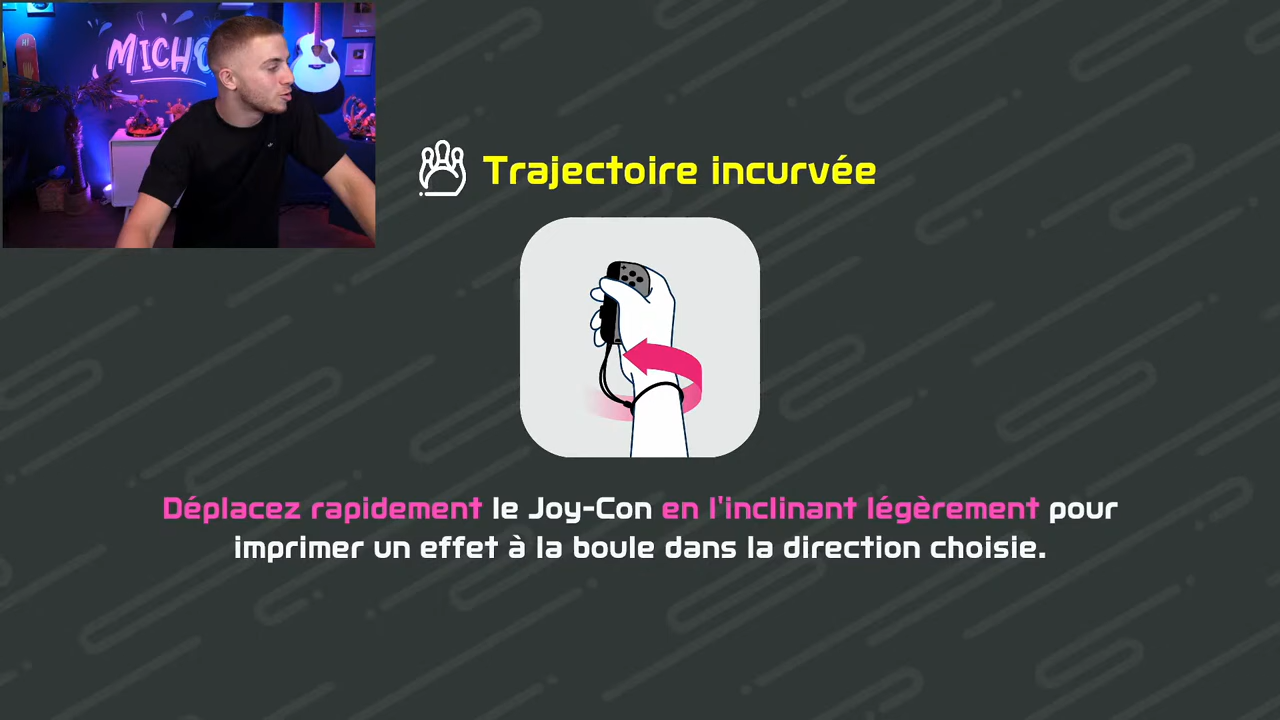 MICHO
Trajectoire incurvée
Déplacez rapidement le Joy-Con en l'inclinant légèrement pour
imprimer un effet à la boule dans la direction choisie.